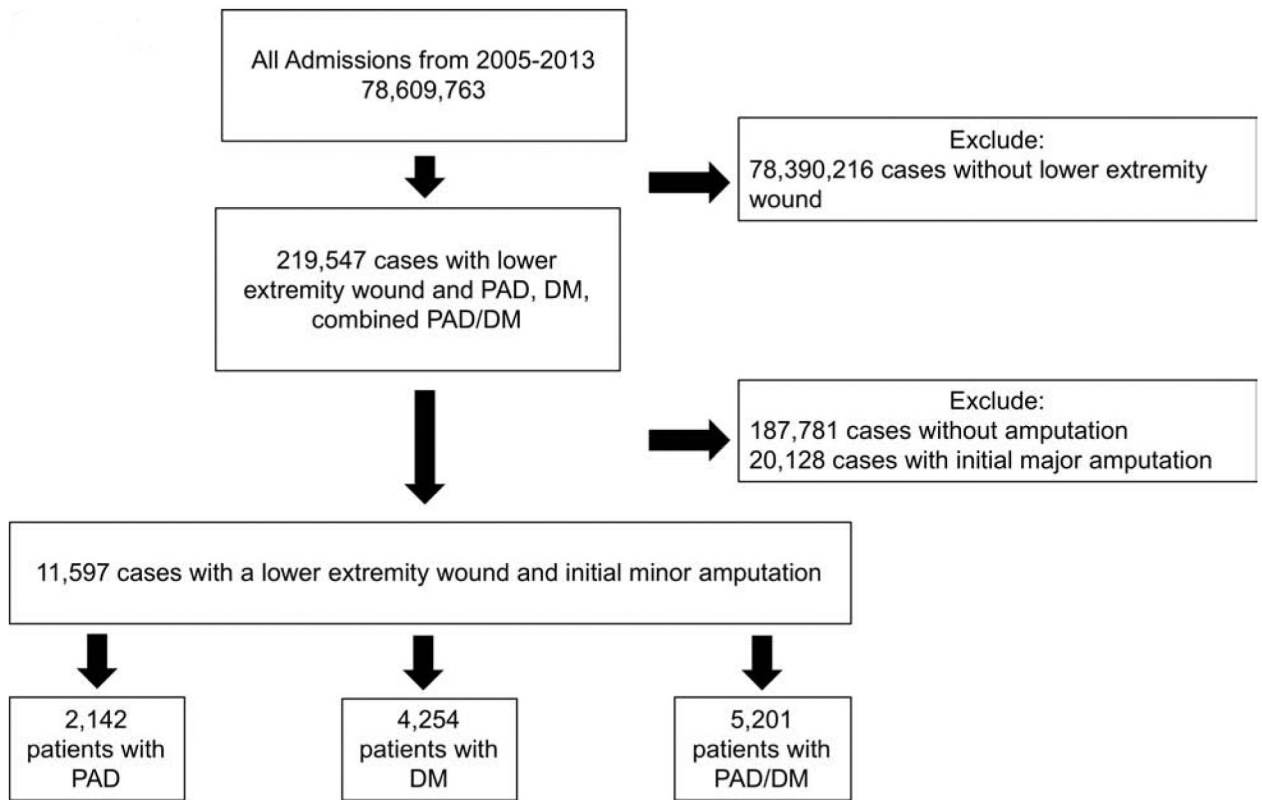 All Admissions from 2005-2013
78,609,763
Exclude:
78,390,216 cases without lower extremity
wound
219,547 cases with lower
extremity wound and PAD, DM,
combined PAD/DM
Exclude:
187,781 cases without amputation
20,128 cases with initial major amputation
11,597 cases with a lower extremity wound and initial minor amputation
2,142
patients with
PAD
4,254
patients with
DM
5,201
patients with
PAD/DM